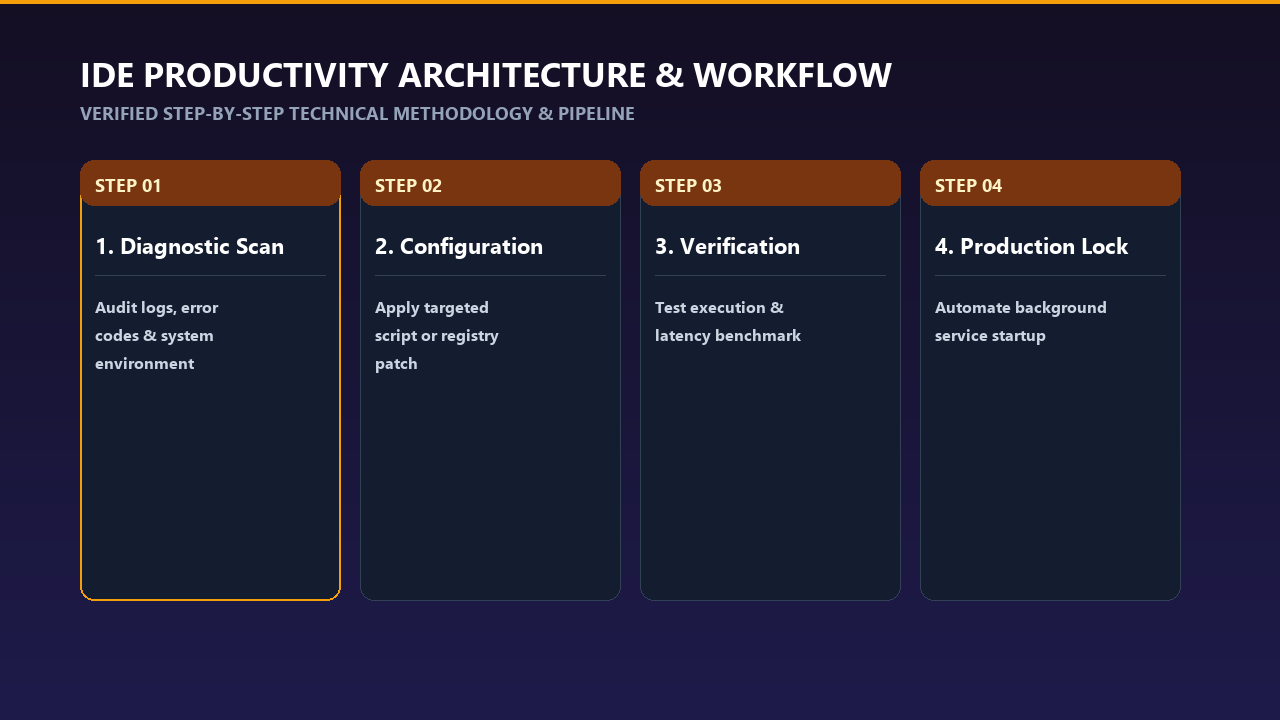 IDE PRODUCTIVITY ARCHITECTURE & WORKFLOW
VERIFIED STEP-BY-STEP TECHNICAL METHODOLOGY & PIPELINE
STEP 01
1. Diagnostic Scan
Audit logs, error
codes & system
environment
STEP 02
2. Configuration
Apply targeted
script or registry
patch
STEP 03
3. Verification
Test execution &
latency benchmark
STEP 04
4. Production Lock
Automate background
service startup